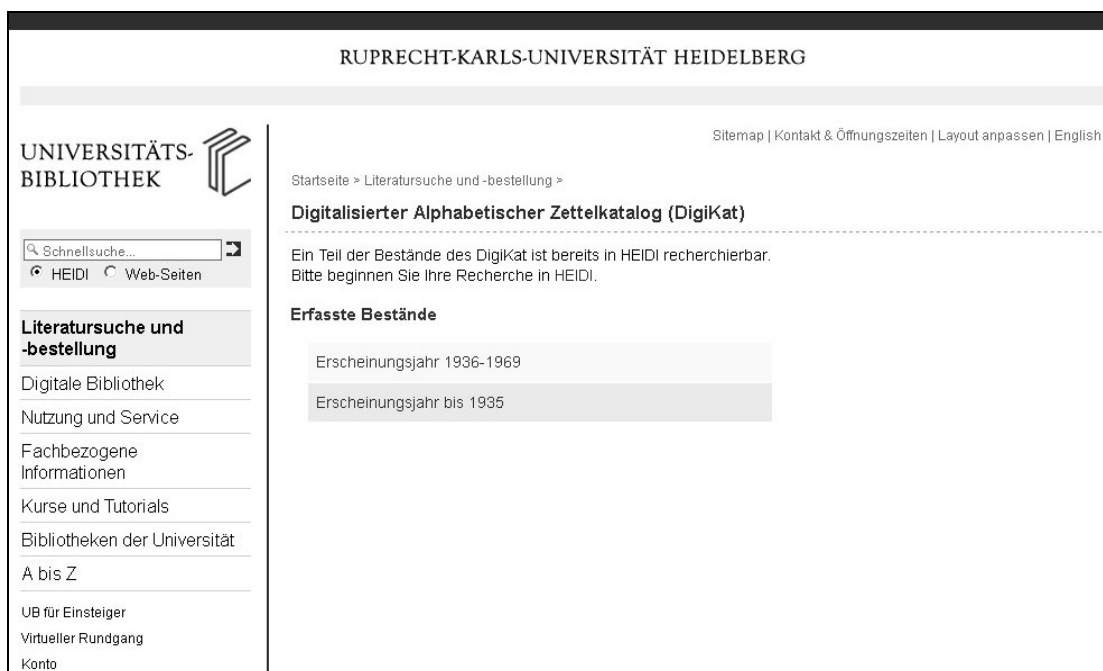 RUPRECHT-KARLS-UNIVERSITÄT HEIDELBERG
Sitemap | Kontakt & Öffnungszeiten | Layout anpassen | English
UNIVERSITÄTS-
BIBLIOTHEK
Schnellsuche...
HEIDI Web-Seiten
Literatursuche und
-bestellung
Digitale Bibliothek
Nutzung und Service
Fachbezogene
Informationen
Kurse und Tutorials
Bibliotheken der Universität
A bis Z
UB für Einsteiger
Virtueller Rundgang
Konto
Startseite > Literatursuche und -bestellung >
Digitalisierter Alphabetischer Zettelkatalog (DigiKat)
Ein Teil der Bestände des DigiKat ist bereits in HEIDI recherchierbar.
Bitte beginnen Sie Ihre Recherche in HEIDI.
Erfasste Bestände
Erscheinungsjahr 1936-1969
Erscheinungsjahr bis 1935